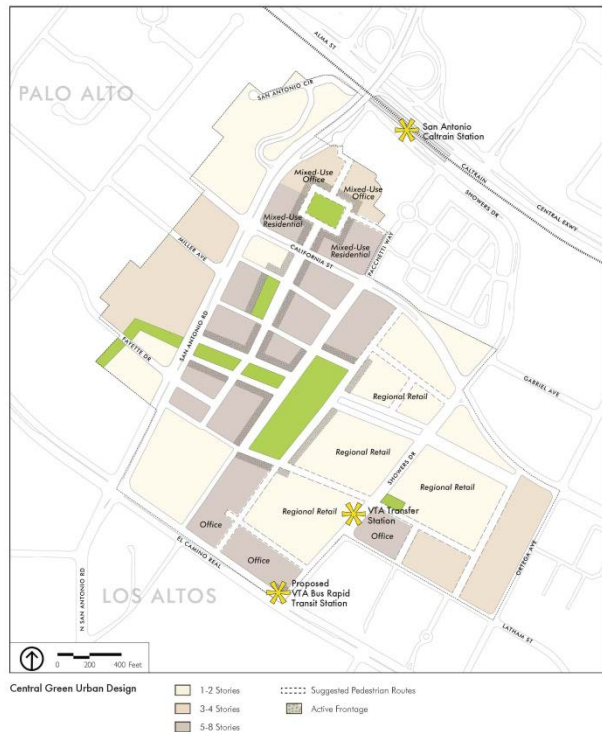 ALMA ST
PALO ALTO
SAN ANTONIO CIR
San Antonio
Caltrain Station
CALTRAIN
CENTRAL EXWY
SHOWERS DR
Mixed-Use
Office
Mixed-Use
Office
Mixed-Use
Residential
Mixed-Use
Residential
PACCHETTI WAY
MILLER AVE
CALIFORNIA ST
SAN ANTONIO RD
FAYETTE DR
GABRIEL AVE
Regional Retail
Regional Retail
SHOWERS DR
Regional Retail
Regional Retail
VTA Transfer
Station
Office
Office
Office
ORTEGA AVE
EL CAMINO REAL
N SAN ANTONIO RD
LOS ALTOS
Proposed
VTA Bus Rapid
Transit Station
LATHAM ST
0 200 400 Feet
Central Green Urban Design
1-2 Stories
3-4 Stories
5-8 Stories
Suggested Pedestrian Routes
Active Frontage